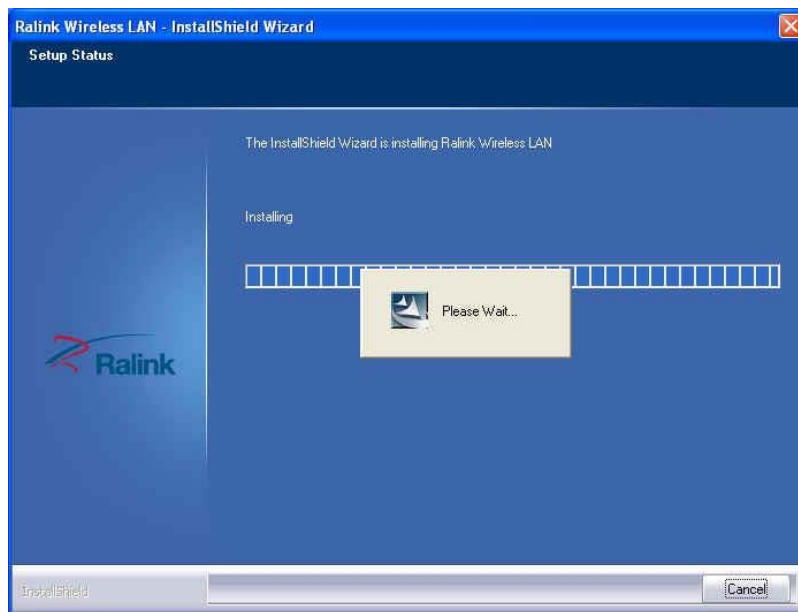 Ralink Wireless LAN - InstallShield Wizard
Setup Status
The InstallShield Wizard is installing Ralink Wireless LAN
Installing
Please Wait...
Ralink
InstallShield
Cancel